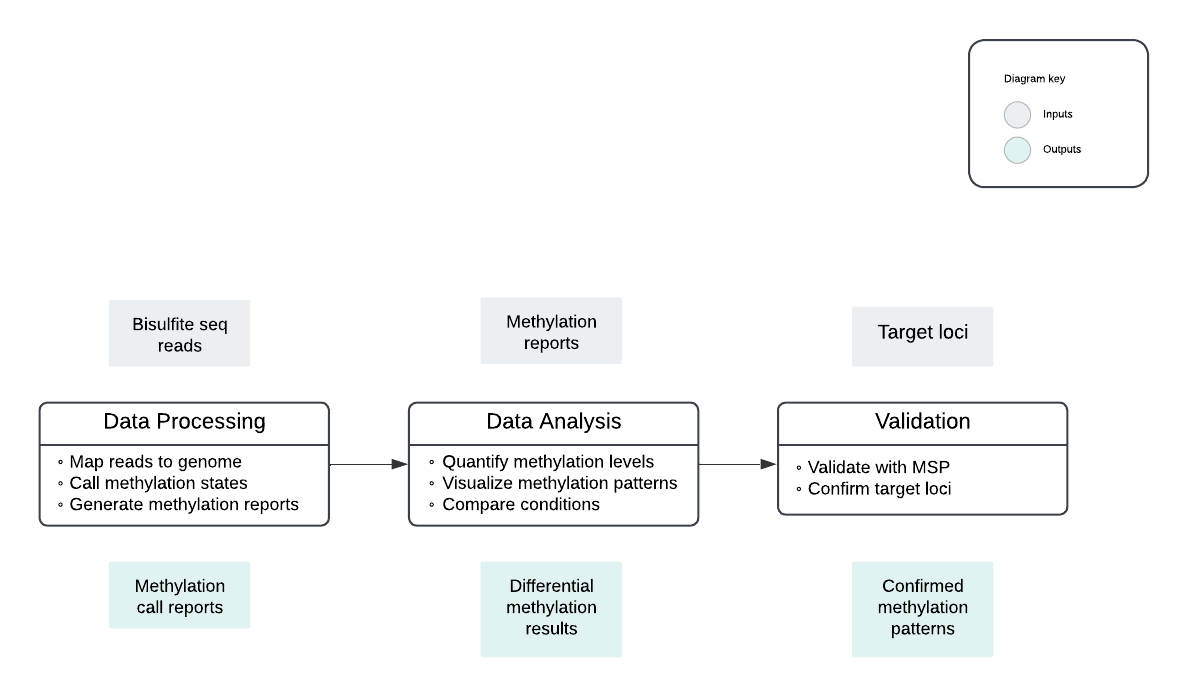 Diagram key
Inputs
Outputs
Bisulfite seq
reads
Methylation
reports
Target loci
Data Processing
◦ Map reads to genome
◦ Call methylation states
◦ Generate methylation reports
Data Analysis
◦ Quantify methylation levels
◦ Visualize methylation patterns
◦ Compare conditions
Validation
◦ Validate with MSP
◦ Confirm target loci
Methylation
call reports
Differential
methylation
results
Confirmed
methylation
patterns